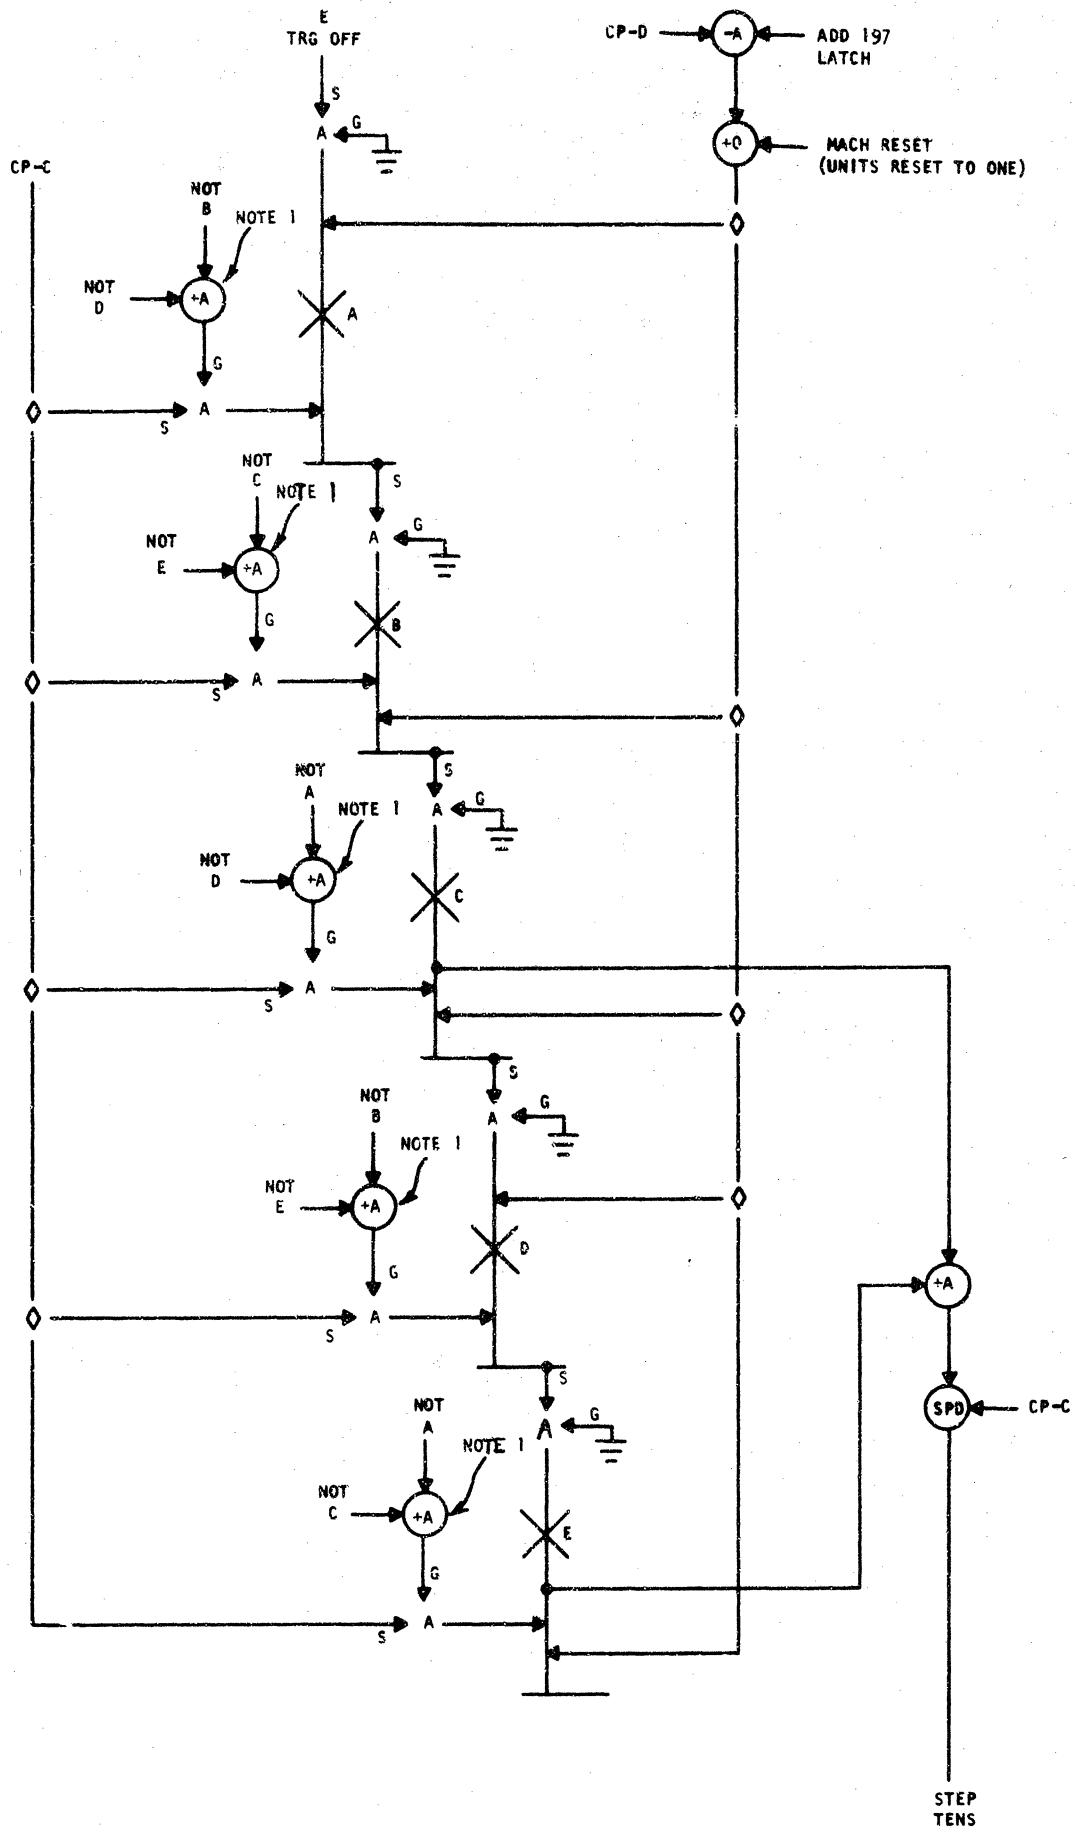 E
TRG OFF
CP-D
-A
ADD 197
LATCH
S
A
G
+O
MACH RESET
(UNITS RESET TO ONE)
CP-C
NOT
B
NOTE 1
NOT
D
+A
A
G
S
A
NOT
C
NOTE 1
S
A
G
NOT
E
+A
G
B
S
A
NOT
A
NOTE 1
S
A
G
NOT
D
+A
C
G
S
A
S
A
G
NOT
B
NOTE 1
NOT
E
+A
D
G
S
A
+A
S
A
G
SPD
CP-C
NOT
A
NOTE 1
NOT
C
+A
E
G
S
A
STEP
TENS